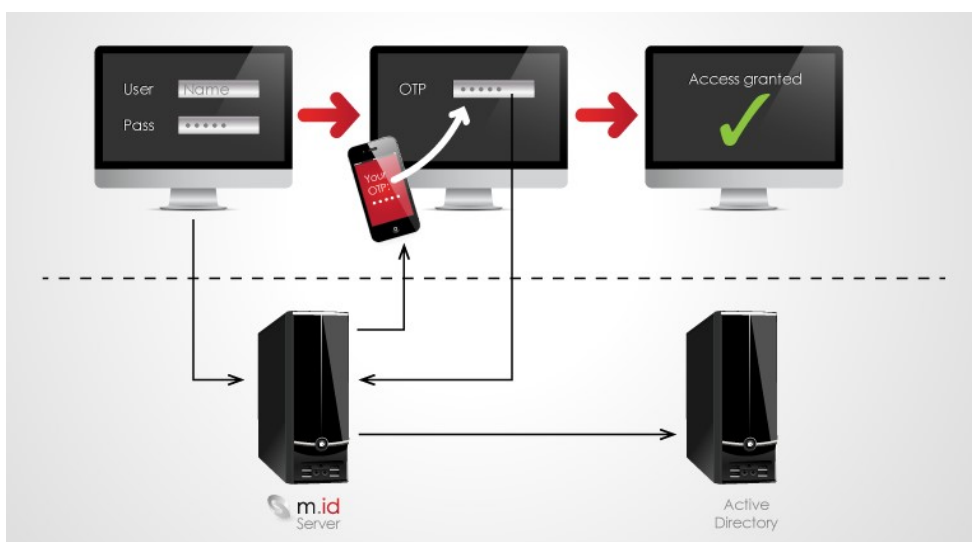 User Name
Pass
OTP
Access granted
Your
OTP:
m.id
Server
Active
Directory